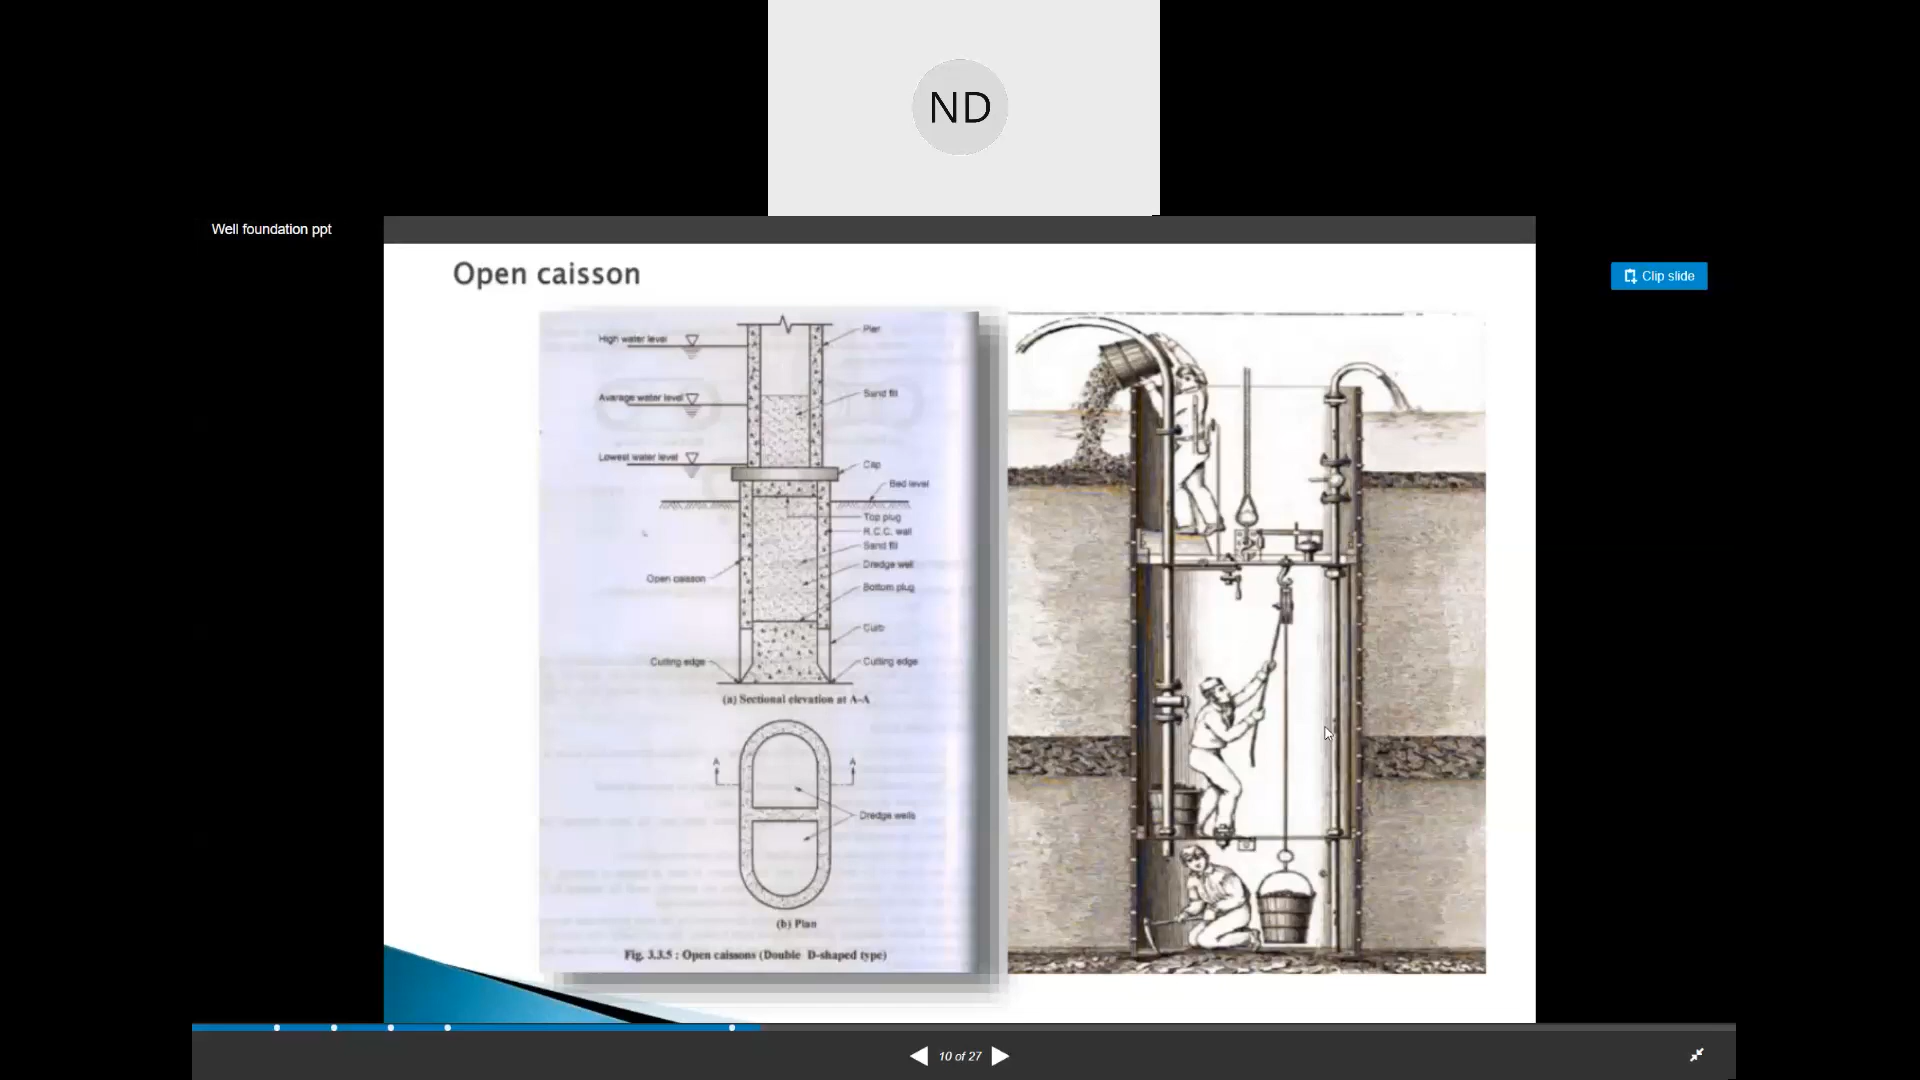 ND
Well foundation ppt
Clip slide
Open caisson
High water level
Pier
Avarage water level
Sand fill
Lowest water level
Cap
Bed level
Top plug
R.C.C. wall
Sand fill
Dredge well
Open caisson
Bottom plug
Curb
Cutting edge
Cutting edge
(a) Sectional elevation at A-A
A
A
Dredge wells
(b) Plan
Fig. 3.3.5 : Open caissons (Double D-shaped type)
10 of 27